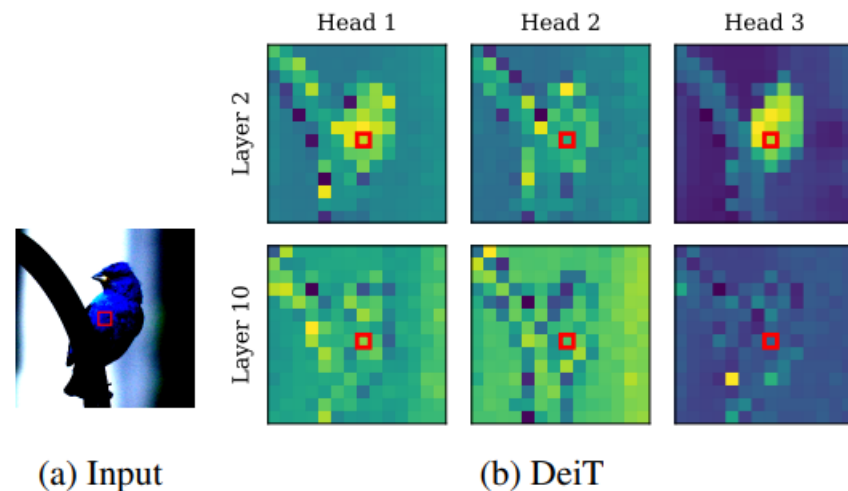 Head 1
Head 2
Head 3
Layer 2
Layer 10
(a) Input
(b) DeiT